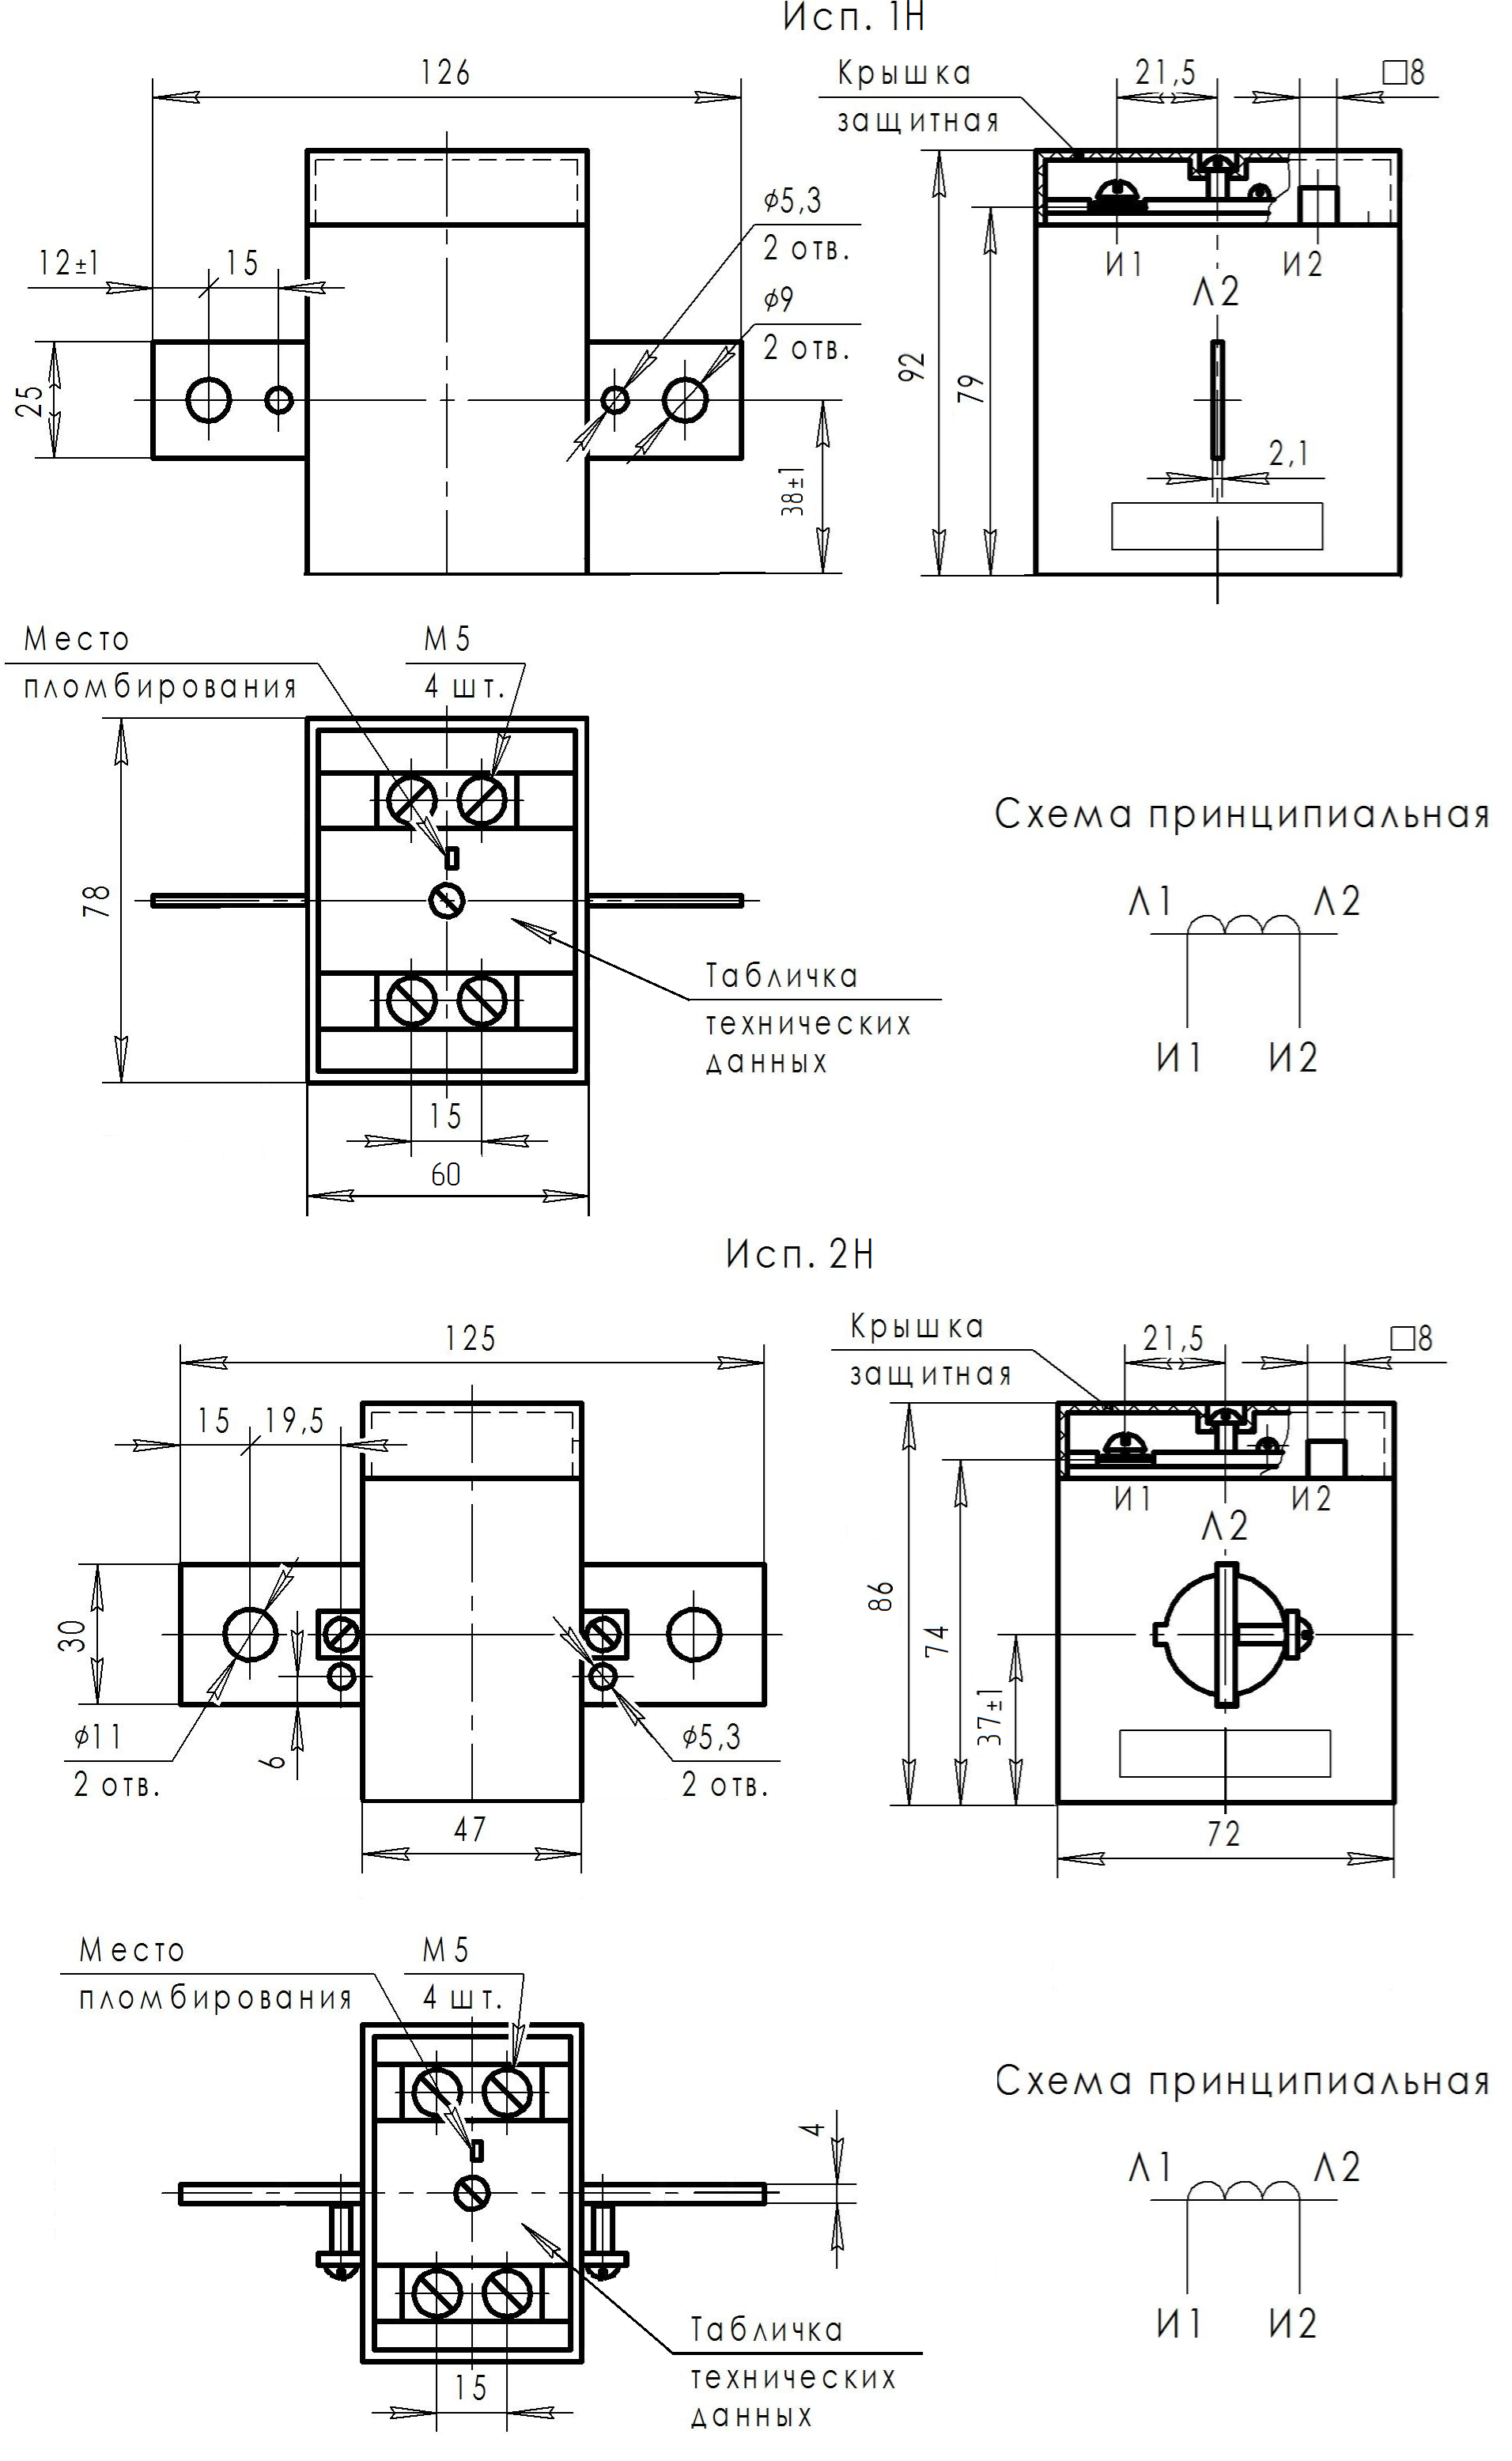 Исп. 1Н
126
Крышка
защитная
21,5
□8
⌀5,3
2 отв.
⌀9
2 отв.
12±1
15
25
38±1
92
79
И1
И2
Л2
2,1
Место
пломбирования
М5
4 шт.
78
Табличка
технических
данных
15
60
Схема принципиальная
Л1
Л2
И1
И2
Исп. 2Н
125
Крышка
защитная
21,5
□8
15
19,5
30
⌀11
2 отв.
6
⌀5,3
2 отв.
47
86
74
37±1
И1
И2
Л2
72
Место
пломбирования
М5
4 шт.
4
Табличка
технических
данных
15
Схема принципиальная
Л1
Л2
И1
И2